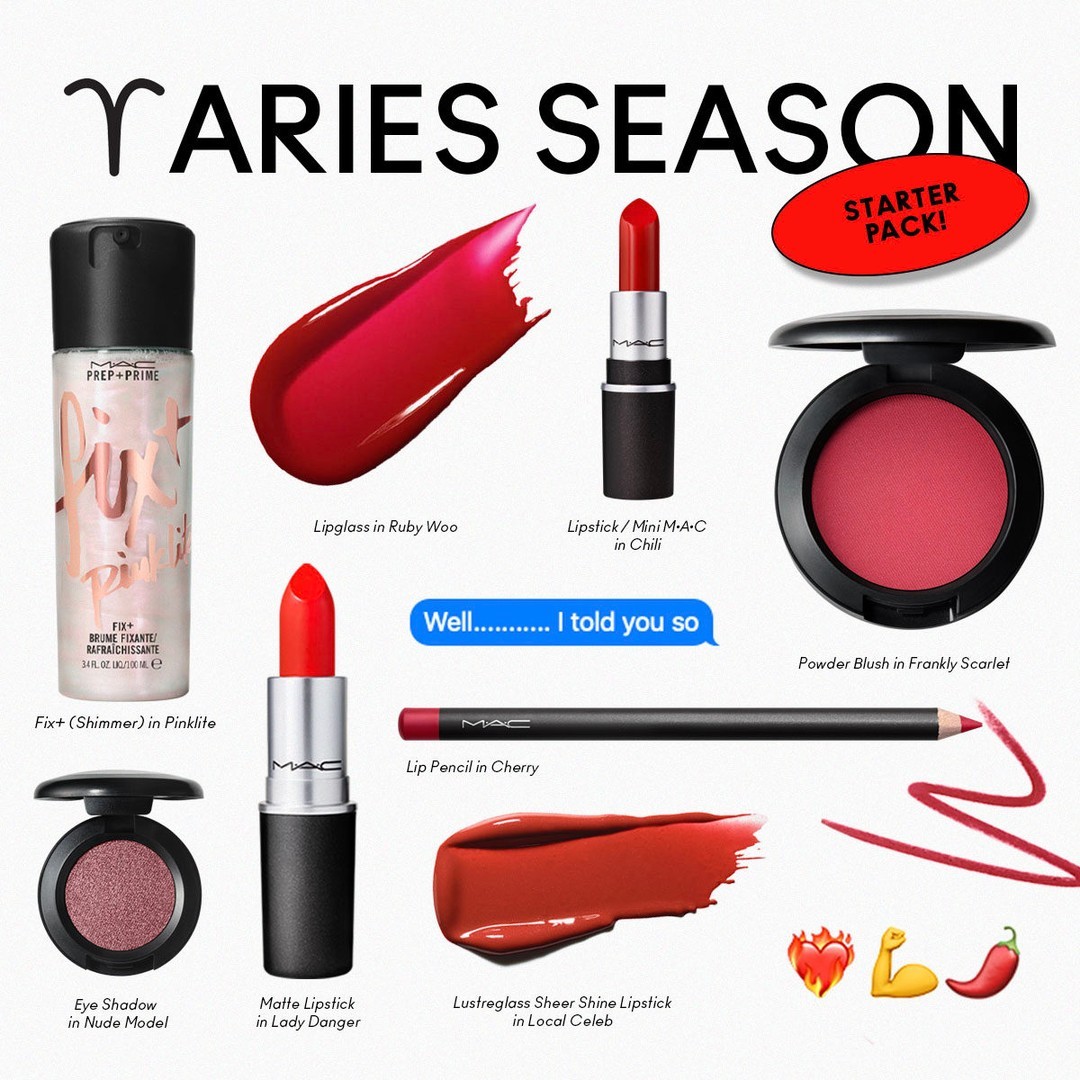 ♈ ARIES SEASON
STARTER
PACK!
M·A·C
PREP+PRIME
fix+
Pinklite
FIX+
BRUME FIXANTE/
RAFRAÎCHISSANTE
3.4 FL. OZ. LIQ./100 ML ℮
Fix+ (Shimmer) in Pinklite
Lipglass in Ruby Woo
M·A·C
Lipstick / Mini M·A·C
in Chili
Powder Blush in Frankly Scarlet
Well........... I told you so
M·A·C
Lip Pencil in Cherry
Eye Shadow
in Nude Model
M·A·C
Matte Lipstick
in Lady Danger
Lustreglass Sheer Shine Lipstick
in Local Celeb
❤️‍🔥💪🌶️